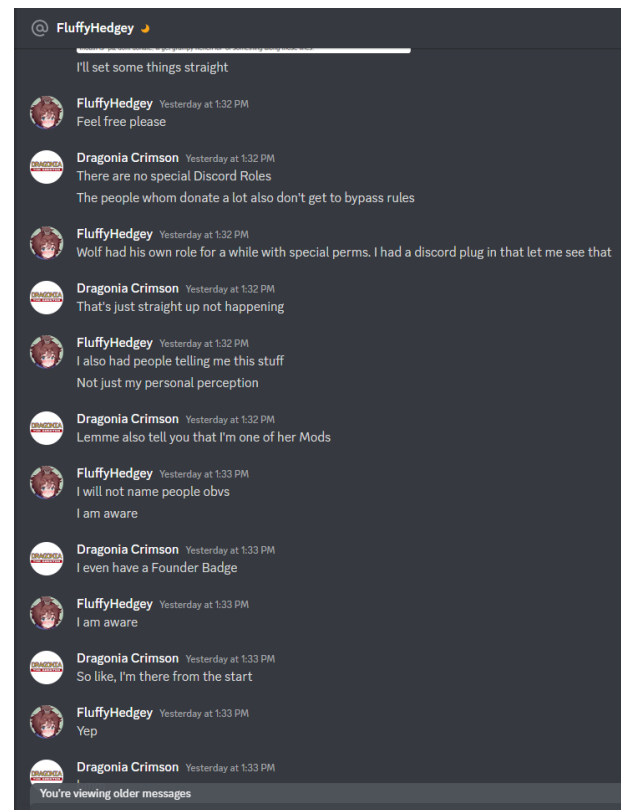 @ FluffyHedgey
I'll set some things straight
FluffyHedgey Yesterday at 1:32 PM
Feel free please
Dragonia Crimson Yesterday at 1:32 PM
There are no special Discord Roles
The people whom donate a lot also don't get to bypass rules
FluffyHedgey Yesterday at 1:32 PM
Wolf had his own role for a while with special perms. I had a discord plug in that let me see that
Dragonia Crimson Yesterday at 1:32 PM
That's just straight up not happening
FluffyHedgey Yesterday at 1:32 PM
I also had people telling me this stuff
Not just my personal perception
Dragonia Crimson Yesterday at 1:32 PM
Lemme also tell you that I'm one of her Mods
FluffyHedgey Yesterday at 1:33 PM
I will not name people obvs
I am aware
Dragonia Crimson Yesterday at 1:33 PM
I even have a Founder Badge
FluffyHedgey Yesterday at 1:33 PM
I am aware
Dragonia Crimson Yesterday at 1:33 PM
So like, I'm there from the start
FluffyHedgey Yesterday at 1:33 PM
Yep
Dragonia Crimson Yesterday at 1:33 PM
You're viewing older messages